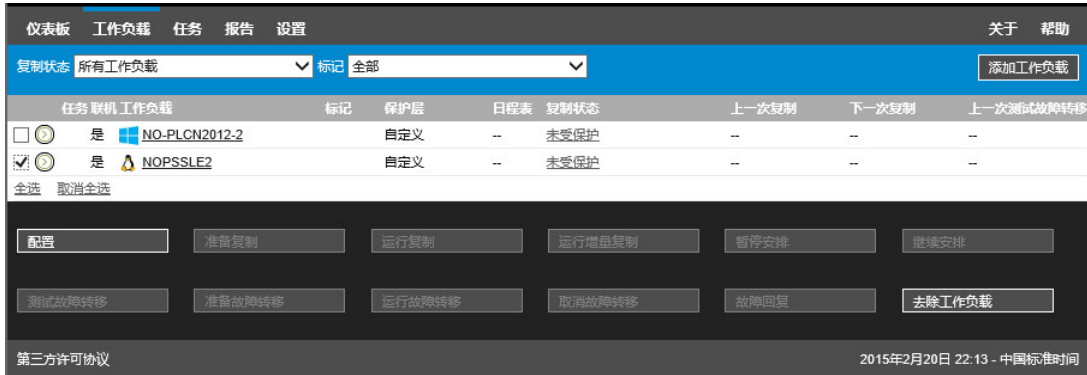 仪表板 工作负载 任务 报告 设置 关于 帮助
复制状态 所有工作负载 标记 全部 添加工作负载
任务 联机 工作负载 标记 保护层 日程表 复制状态 上一次复制 下一次复制 上一次测试故障转移
是 NO-PLCN2012-2 自定义 -- 未受保护 -- -- --
是 NOPSSLE2 自定义 -- 未受保护 -- -- --
全选 取消全选
配置 准备复制 运行复制 运行增量复制 暂停安排 继续安排
测试故障转移 准备故障转移 运行故障转移 取消故障转移 故障回复 去除工作负载
第三方许可协议 2015年2月20日 22:13 - 中国标准时间